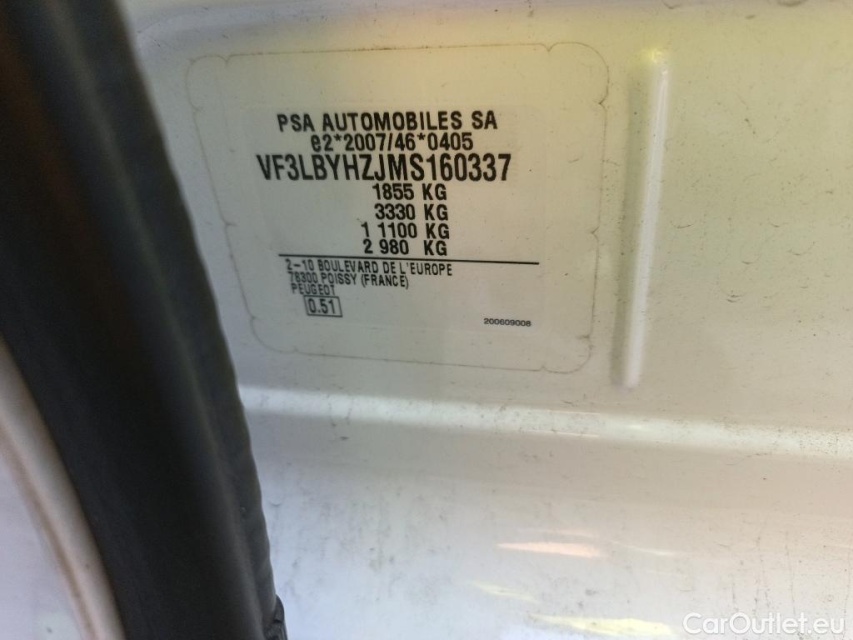 PSA AUTOMOBILES SA
e2*2007/46*0405
VF3LBYHZJMS160337
1855 KG
3330 KG
1 1100 KG
2 980 KG
2-10 BOULEVARD DE L'EUROPE
78300 POISSY (FRANCE)
PEUGEOT
0.51
200609008
CarOutlet.eu